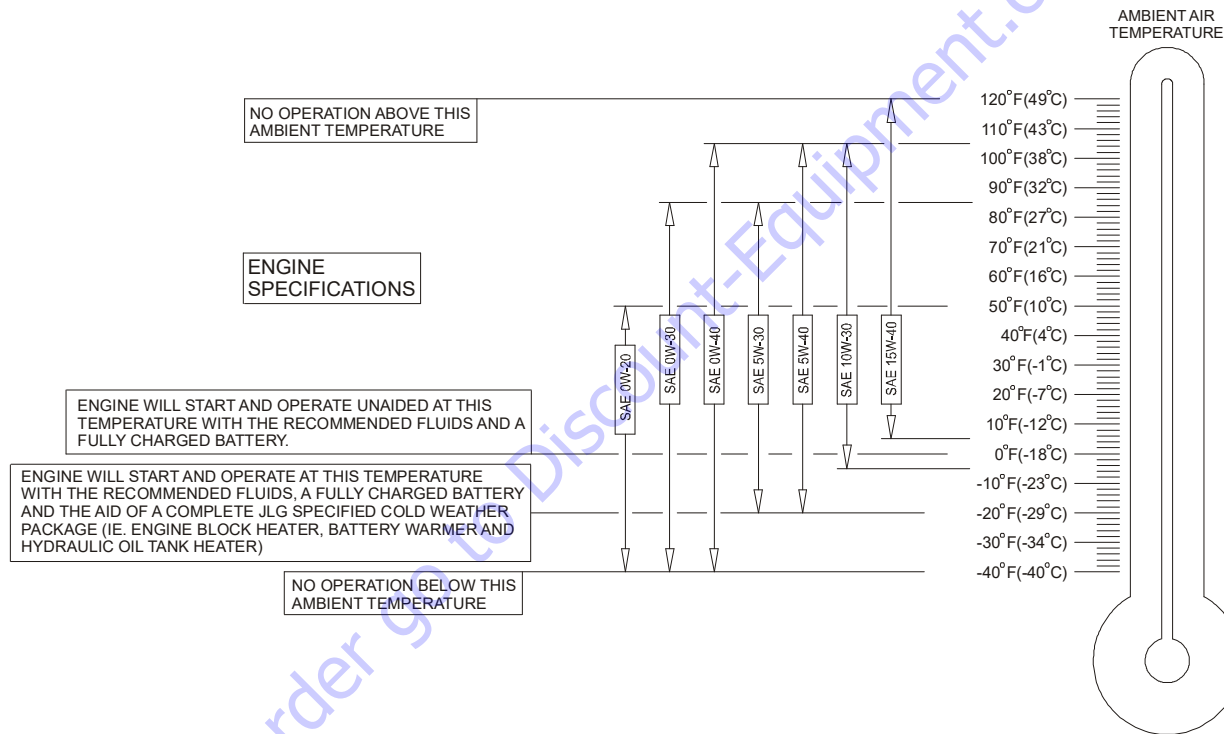 AMBIENT AIR
TEMPERATURE
NO OPERATION ABOVE THIS
AMBIENT TEMPERATURE
120°F(49°C)
110°F(43°C)
100°F(38°C)
90°F(32°C)
80°F(27°C)
70°F(21°C)
60°F(16°C)
50°F(10°C)
40°F(4°C)
30°F(-1°C)
20°F(-7°C)
10°F(-12°C)
0°F(-18°C)
-10°F(-23°C)
-20°F(-29°C)
-30°F(-34°C)
-40°F(-40°C)
ENGINE
SPECIFICATIONS
SAE 0W-20
SAE 0W-30
SAE 0W-40
SAE 5W-30
SAE 5W-40
SAE 10W-30
SAE 15W-40
ENGINE WILL START AND OPERATE UNAIDED AT THIS
TEMPERATURE WITH THE RECOMMENDED FLUIDS AND A
FULLY CHARGED BATTERY.
ENGINE WILL START AND OPERATE AT THIS TEMPERATURE
WITH THE RECOMMENDED FLUIDS, A FULLY CHARGED BATTERY
AND THE AID OF A COMPLETE JLG SPECIFIED COLD WEATHER
PACKAGE (IE. ENGINE BLOCK HEATER, BATTERY WARMER AND
HYDRAULIC OIL TANK HEATER)
NO OPERATION BELOW THIS
AMBIENT TEMPERATURE
go to Discount-Equipment.c